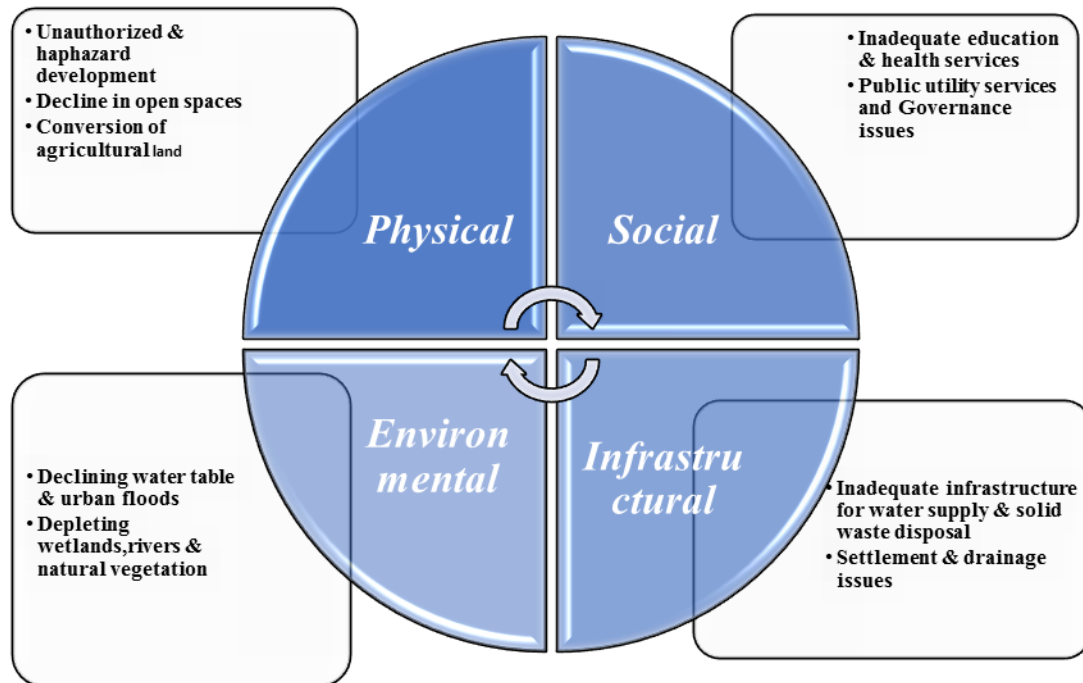 • Unauthorized &
haphazard
development
• Decline in open spaces
• Conversion of
agricultural land
• Inadequate education
& health services
• Public utility services
and Governance
issues
Physical
Social
Environ
mental
Infrastru
ctural
• Declining water table
& urban floods
• Depleting
wetlands,rivers &
natural vegetation
• Inadequate infrastructure
for water supply & solid
waste disposal
• Settlement & drainage
issues